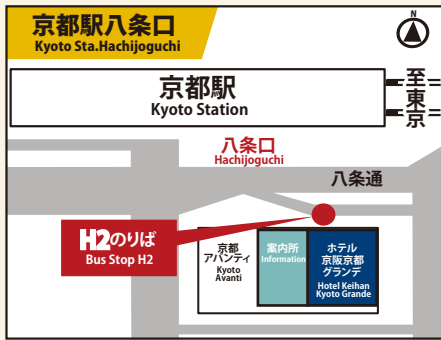 京都駅八条口
Kyoto Sta.Hachijoguchi
N
京都駅
Kyoto Station
至東京
八条口
Hachijoguchi
八条通
H2のりば
Bus Stop H2
京都
アバンティ
Kyoto
Avanti
案内所
Information
ホテル
京阪京都
グランデ
Hotel Keihan
Kyoto Grande